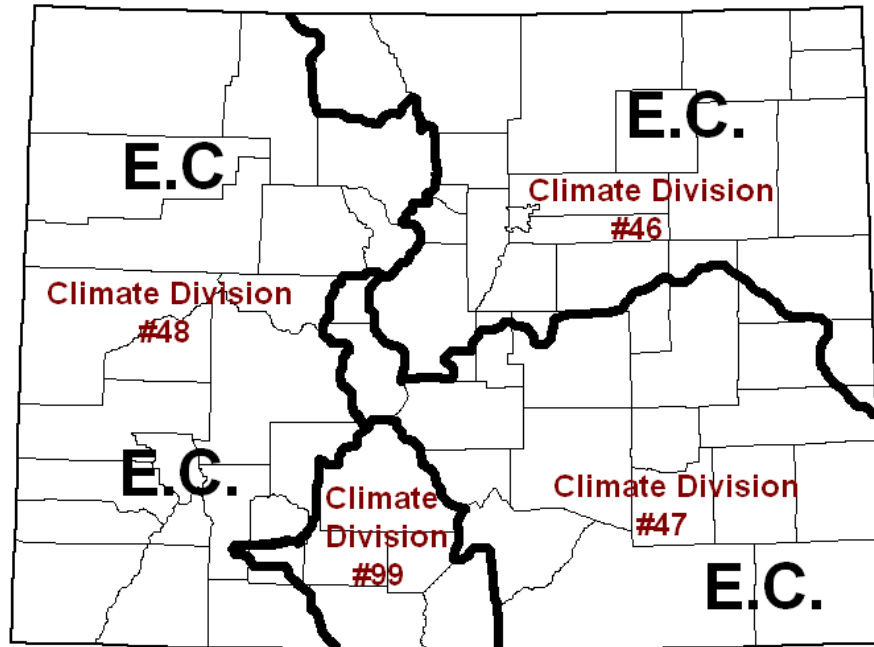 E.C.
E.C
Climate Division
#46
Climate Division
#48
E.C.
Climate
Division
#99
Climate Division
#47
E.C.